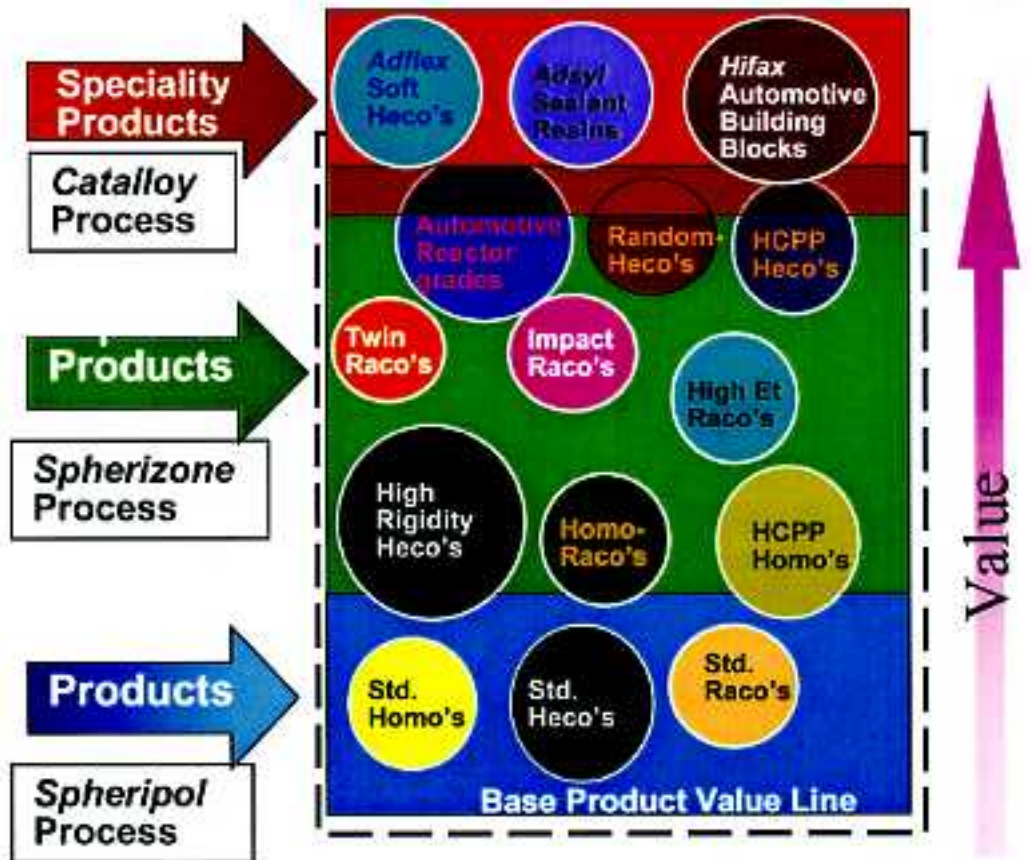 Speciality
Products
Catalloy
Process
Products
Spherizone
Process
Products
Spheripol
Process
Adflex
Soft
Heco's
Adsyl
Sealant
Resins
Hifax
Automotive
Building
Blocks
Automotive
Reactor
grades
Random-
Heco's
HCPP
Heco's
Twin
Raco's
Impact
Raco's
High Et
Raco's
High
Rigidity
Heco's
Homo-
Raco's
HCPP
Homo's
Std.
Homo's
Std.
Heco's
Std.
Raco's
Base Product Value Line
Value